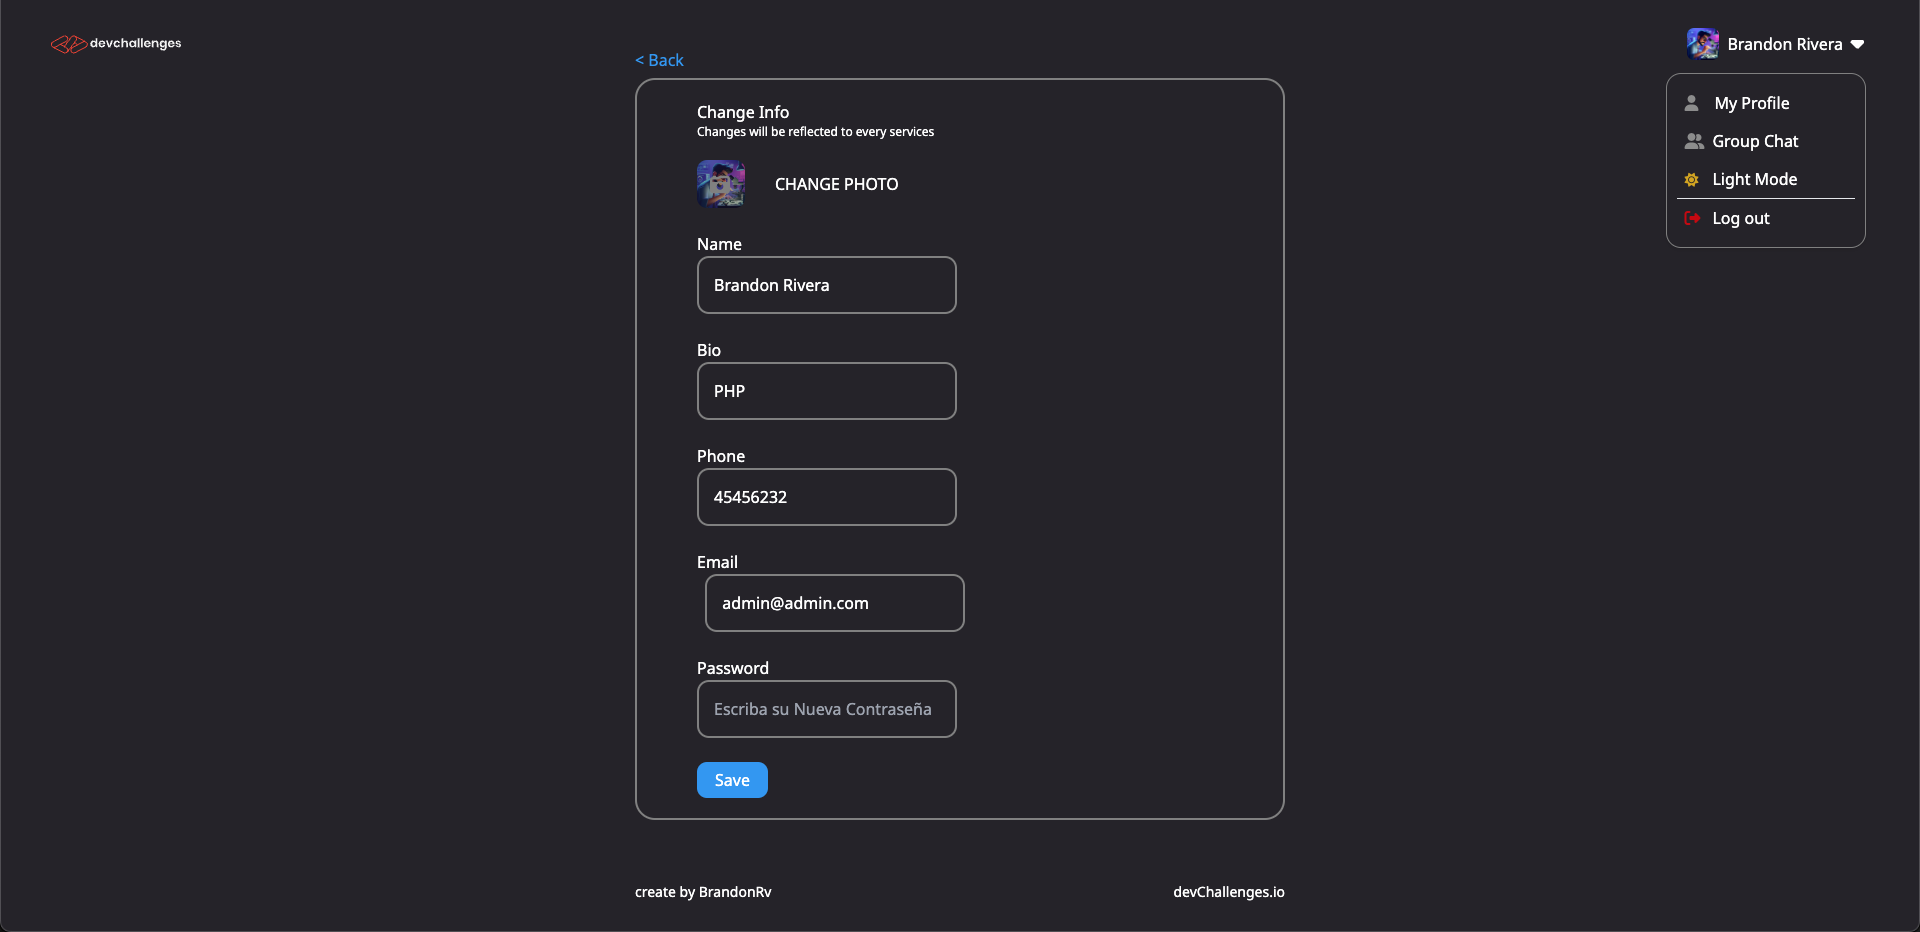 devchallenges
Brandon Rivera
My Profile
Group Chat
Light Mode
Log out
< Back
Change Info
Changes will be reflected to every services
CHANGE PHOTO
Name
Brandon Rivera
Bio
PHP
Phone
45456232
Email
admin@admin.com
Password
Escriba su Nueva Contraseña
Save
create by BrandonRv
devChallenges.io